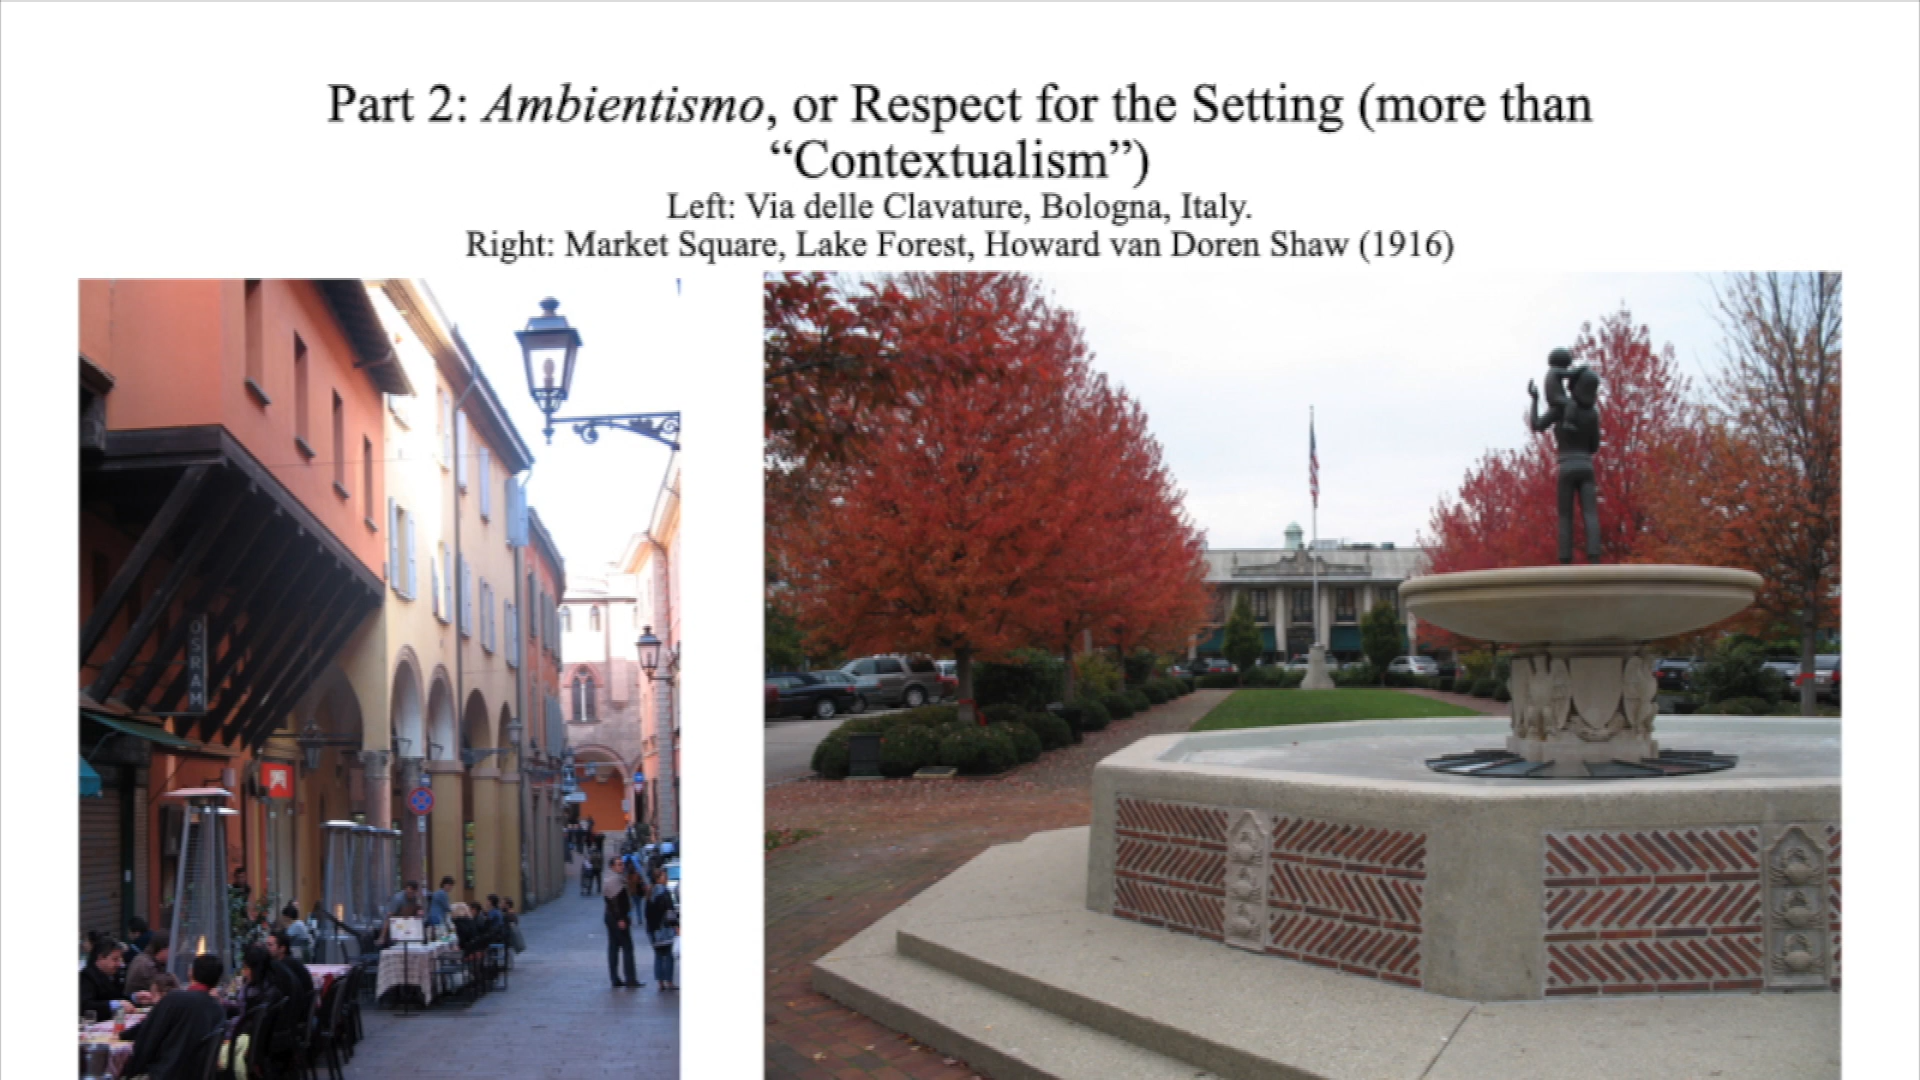 Part 2: Ambientismo, or Respect for the Setting (more than
“Contextualism”)
Left: Via delle Clavature, Bologna, Italy.
Right: Market Square, Lake Forest, Howard van Doren Shaw (1916)
OSRAM